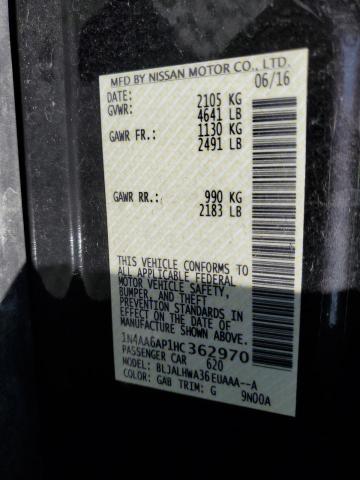 MFD BY NISSAN MOTOR CO., LTD.
DATE: 06/16
GVWR: 2105 KG
4641 LB
GAWR FR: 1130 KG
2491 LB
GAWR RR: 990 KG
2183 LB
THIS VEHICLE CONFORMS TO
ALL APPLICABLE FEDERAL
MOTOR VEHICLE SAFETY,
BUMPER, AND THEFT
PREVENTION STANDARDS IN
EFFECT ON THE DATE OF
MANUFACTURE SHOWN ABOVE.
1N4AA6AP1HC362970
PASSENGER CAR 620
MODEL: BLJALHWA36EUAAA--A
COLOR: GAB TRIM: G 9N00A